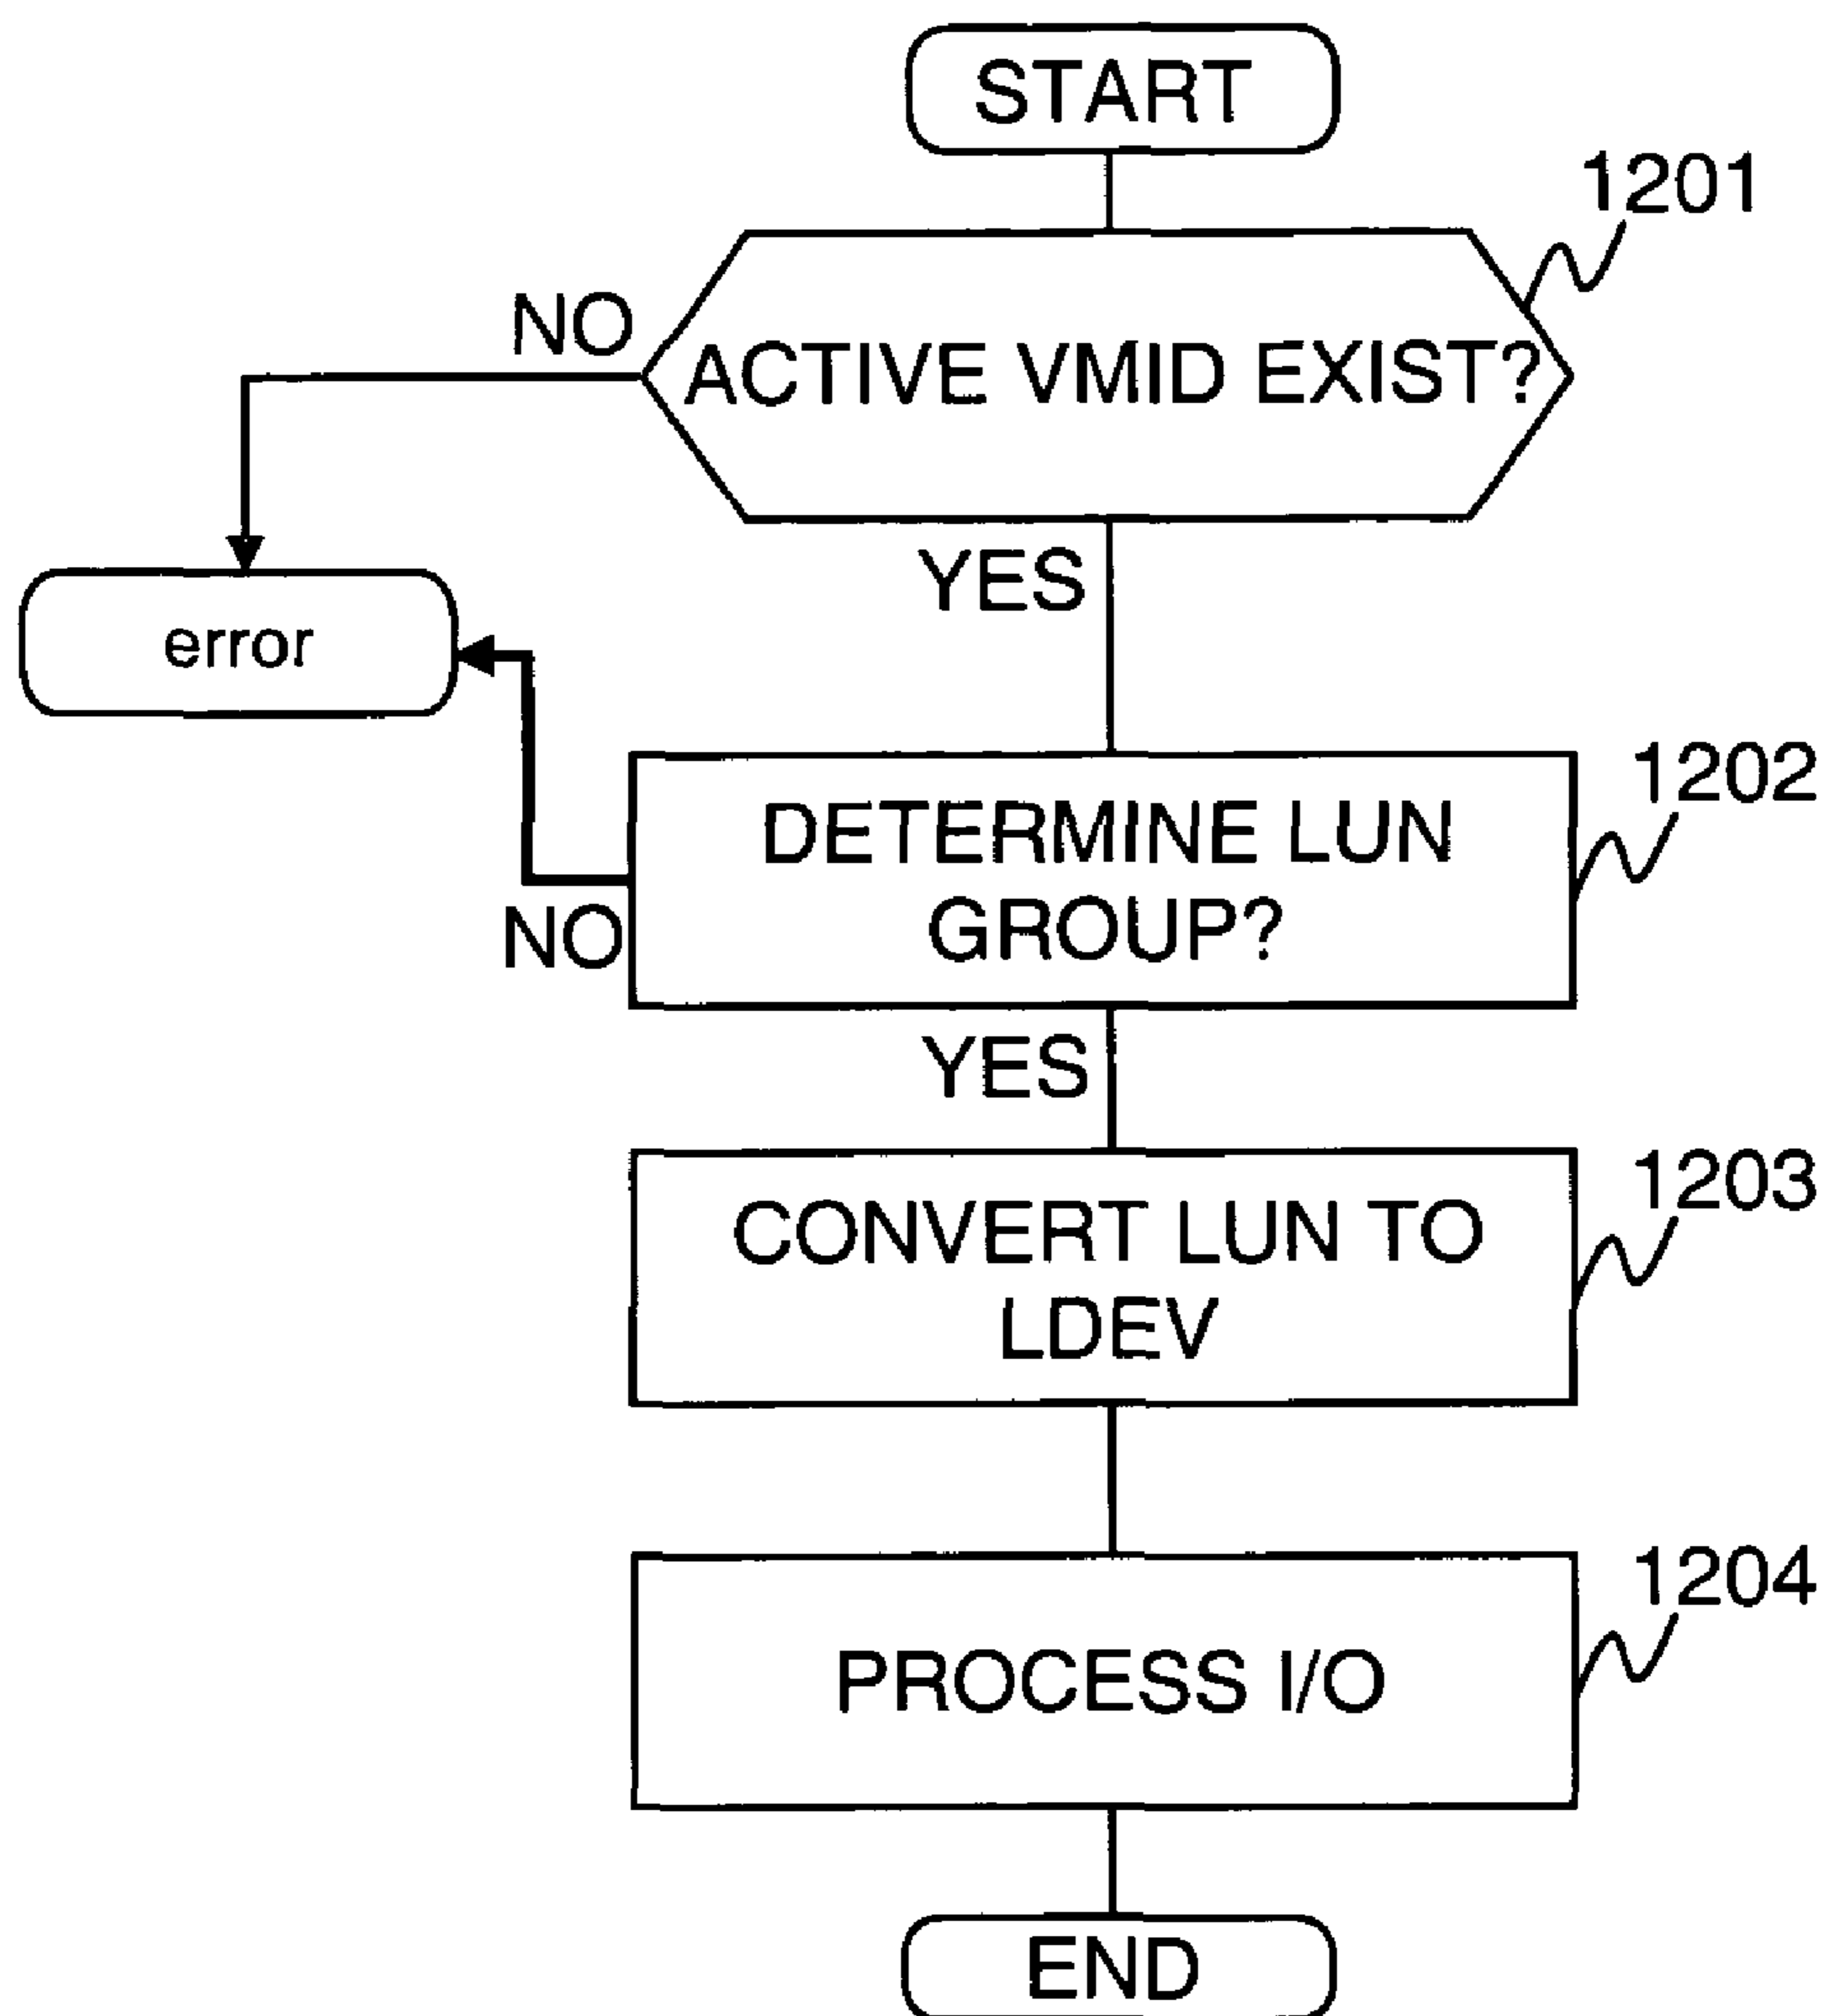 START
1201
NO
ACTIVE VMID EXIST?
YES
error
1202
DETERMINE LUN
GROUP?
NO
YES
1203
CONVERT LUN TO
LDEV
1204
PROCESS I/O
END